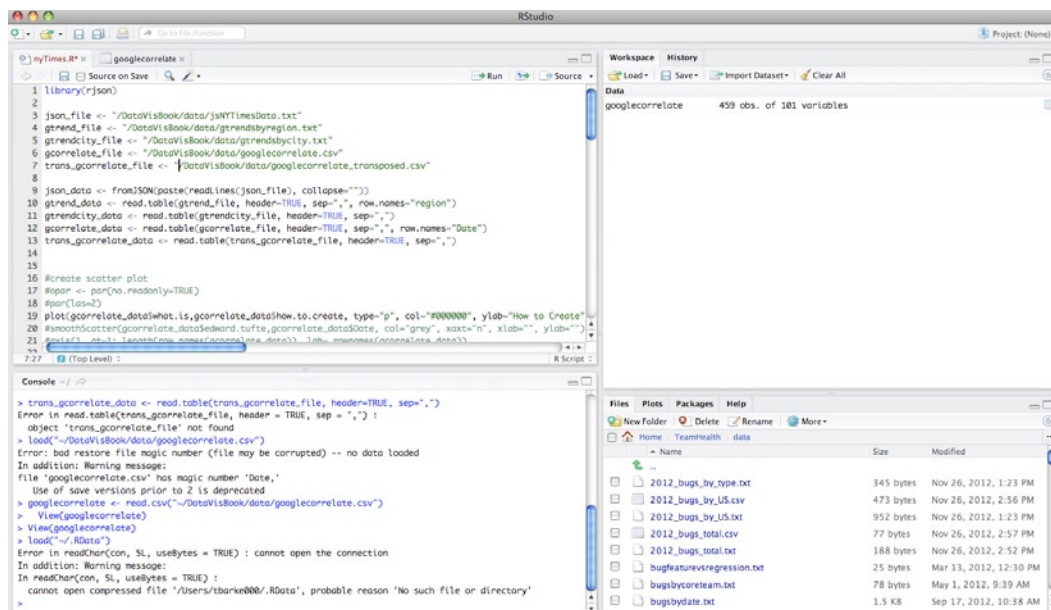 RStudio
Go to file/function
Project: (None)
nyTimes.R* googlecorrelate
Source on Save Run Source
1 library(rjson)
2
3 json_file <- "/DataVisBook/data/jsNYTimesData.txt"
4 gtrend_file <- "/DataVisBook/data/gtrendsbyregion.txt"
5 gtrendcity_file <- "/DataVisBook/data/gtrendsbycity.txt"
6 gcorrelate_file <- "/DataVisBook/data/googlecorrelate.csv"
7 trans_gcorrelate_file <- "/DataVisBook/data/googlecorrelate_transposed.csv"
8
9 json_data <- fromJSON(paste(readLines(json_file), collapse=""))
10 gtrend_data <- read.table(gtrend_file, header=TRUE, sep=",", row.names="region")
11 gtrendcity_data <- read.table(gtrendcity_file, header=TRUE, sep=",")
12 gcorrelate_data <- read.table(gcorrelate_file, header=TRUE, sep=",", row.names="Date")
13 trans_gcorrelate_data <- read.table(trans_gcorrelate_file, header=TRUE, sep=",")
14
15
16 #create scatter plot
17 #opar <- par(no.readonly=TRUE)
18 #par(las=2)
19 plot(gcorrelate_data$what.is,gcorrelate_data$how.to.create, type="p", col="#000000", ylab="How to Create"
20 #smoothScatter(gcorrelate_data$edward.tufte,gcorrelate_data$Date, col="grey", xaxt="n", xlab="", ylab="")
21 #axis(1, at=1: length(row.names(gcorrelate_data)), lab= rownames(gcorrelate_data))
22
7:27 (Top Level) R Script
Console ~/
> trans_gcorrelate_data <- read.table(trans_gcorrelate_file, header=TRUE, sep=",")
Error in read.table(trans_gcorrelate_file, header = TRUE, sep = ",") :
object 'trans_gcorrelate_file' not found
> load("~/DataVisBook/data/googlecorrelate.csv")
Error: bad restore file magic number (file may be corrupted) -- no data loaded
In addition: Warning message:
file 'googlecorrelate.csv' has magic number 'Date,'
Use of save versions prior to 2 is deprecated
> googlecorrelate <- read.csv("~/DataVisBook/data/googlecorrelate.csv")
> View(googlecorrelate)
> View(googlecorrelate)
> load("~/.RData")
Error in readChar(con, 5L, useBytes = TRUE) : cannot open the connection
In addition: Warning message:
In readChar(con, 5L, useBytes = TRUE) :
cannot open compressed file '/Users/tbarke000/.RData', probable reason 'No such file or directory'
>
Workspace History
Load Save Import Dataset Clear All
Data
googlecorrelate 459 obs. of 101 variables
Files Plots Packages Help
New Folder Delete Rename More
Home TeamHealth data
Name Size Modified
..
2012_bugs_by_type.txt 345 bytes Nov 26, 2012, 1:23 PM
2012_bugs_by_US.csv 473 bytes Nov 26, 2012, 2:56 PM
2012_bugs_by_US.txt 952 bytes Nov 26, 2012, 1:23 PM
2012_bugs_total.csv 77 bytes Nov 26, 2012, 2:57 PM
2012_bugs_total.txt 188 bytes Nov 26, 2012, 2:52 PM
bugfeaturevsregression.txt 25 bytes Mar 13, 2012, 12:30 PM
bugsbycoreteam.txt 78 bytes May 1, 2012, 9:39 AM
bugsbydate.txt 1.5 KB Sep 17, 2012, 10:38 AM